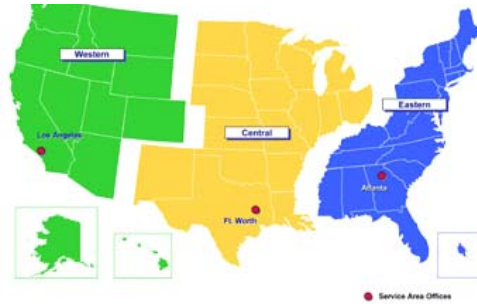 Western
Eastern
Los Angeles
Central
Atlanta
Ft. Worth
Service Area Offices